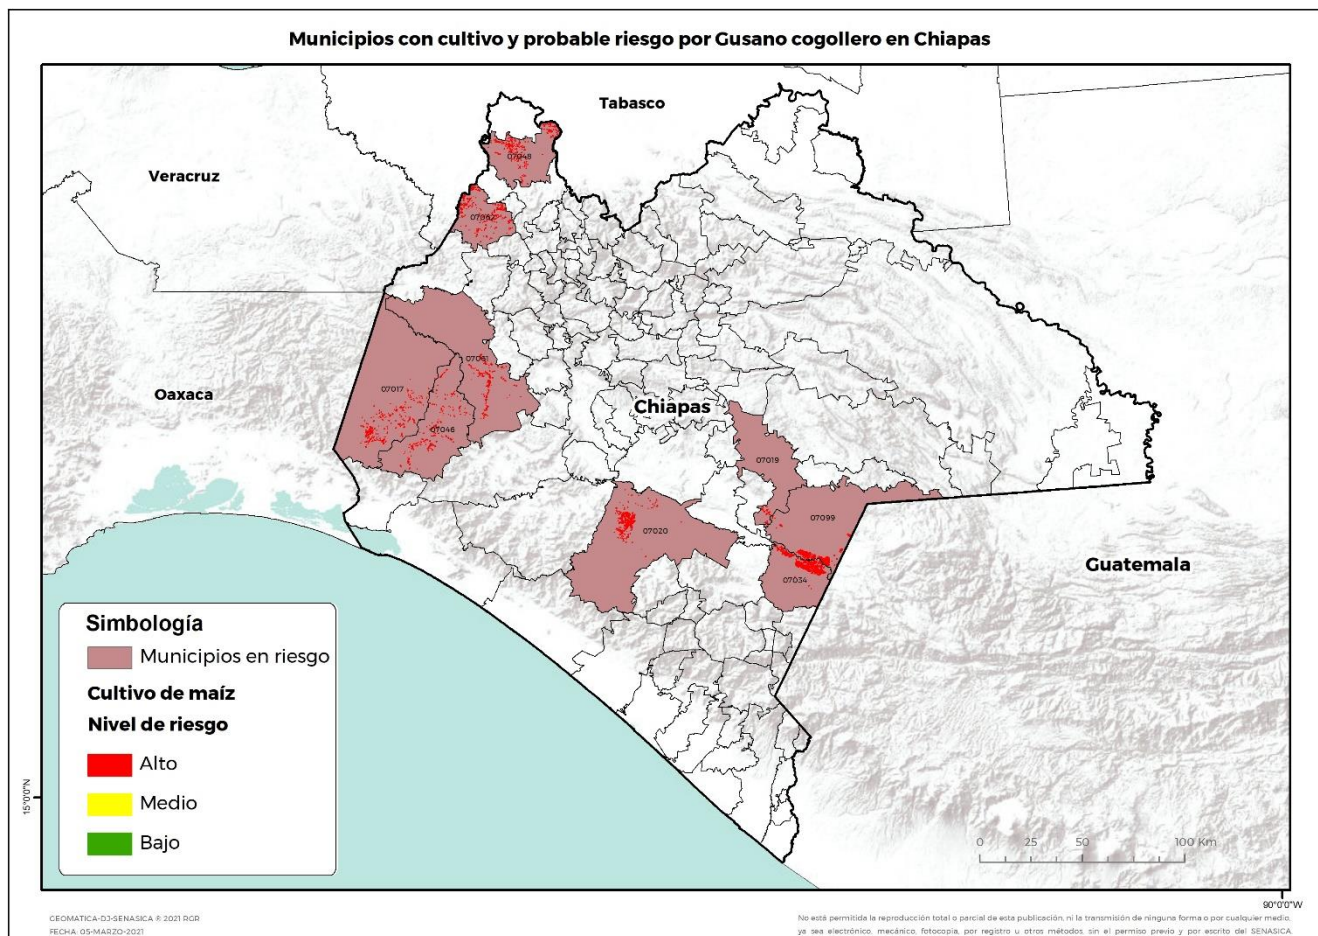 Municipios con cultivo y probable riesgo por Gusano cogollero en Chiapas
Tabasco
Veracruz
07048
07062
Oaxaca
07061
07017
07046
Chiapas
07019
07099
07020
07034
Guatemala
Simbología
Municipios en riesgo
Cultivo de maíz
Nivel de riesgo
Alto
Medio
Bajo
0 25 50 100 Km
15°0'0"N
90°0'0"W
GEOMATICA-DJ-SENASICA ® 2021 RGR
FECHA: 05-MARZO-2021
No está permitida la reproducción total o parcial de esta publicación, ni la transmisión de ninguna forma o por cualquier medio,
ya sea electrónico, mecánico, fotocopia, por registro u otros métodos, sin el permiso previo y por escrito del SENASICA.